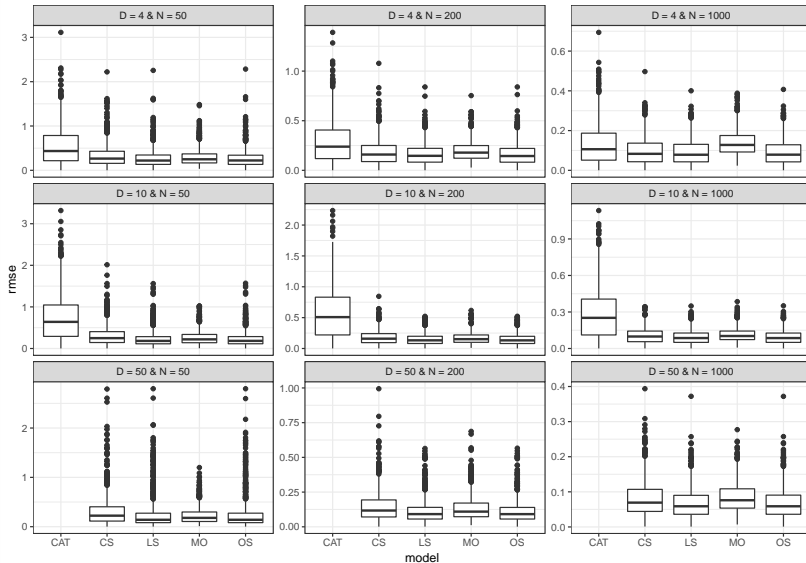 D = 4 & N = 50
D = 4 & N = 200
D = 4 & N = 1000
3
2
1
0
1.0
0.5
0.0
0.6
0.4
0.2
0.0
D = 10 & N = 50
D = 10 & N = 200
D = 10 & N = 1000
3
2
1
0
2.0
1.5
1.0
0.5
0.0
0.9
0.6
0.3
0.0
rmse
D = 50 & N = 50
D = 50 & N = 200
D = 50 & N = 1000
2
1
0
1.00
0.75
0.50
0.25
0.00
0.4
0.3
0.2
0.1
0.0
CAT CS LS MO OS
CAT CS LS MO OS
CAT CS LS MO OS
model